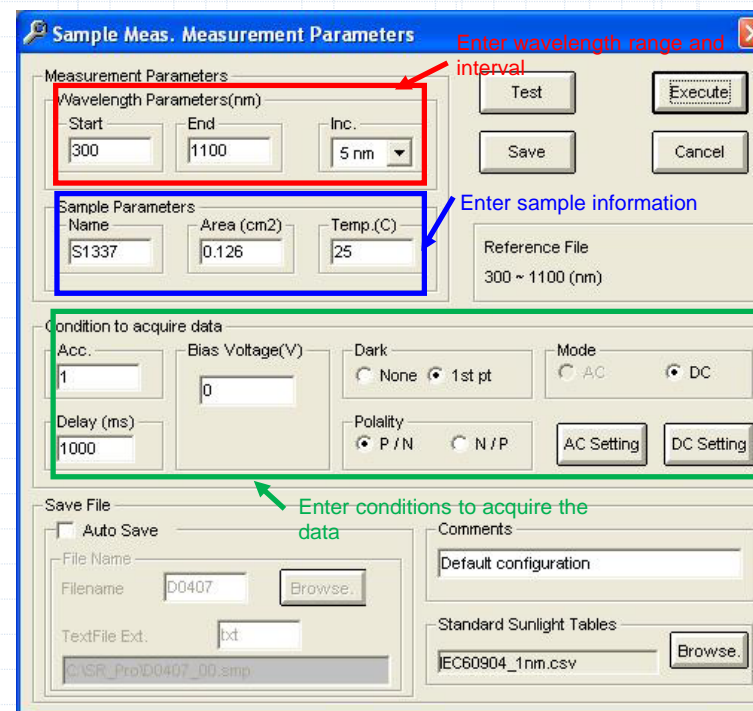 Sample Meas. Measurement Parameters
Enter wavelength range and
interval
Measurement Parameters
Wavelength Parameters(nm)
Start End Inc.
300 1100 5 nm
Test Execute
Save Cancel
Sample Parameters
Name Area (cm2) Temp.(C)
S1337 0.126 25
Enter sample information
Reference File
300 ~ 1100 (nm)
Condition to acquire data
Acc. Bias Voltage(V) Dark Mode
1 0 None 1st pt AC DC
Delay (ms) Polality
1000 P / N N / P AC Setting DC Setting
Enter conditions to acquire the
data
Save File
Auto Save
File Name
Filename D0407 Browse.
TextFile Ext. txt
C:\SR_Pro\D0407_00.smp
Comments
Default configuration
Standard Sunlight Tables
IEC60904_1nm.csv Browse.